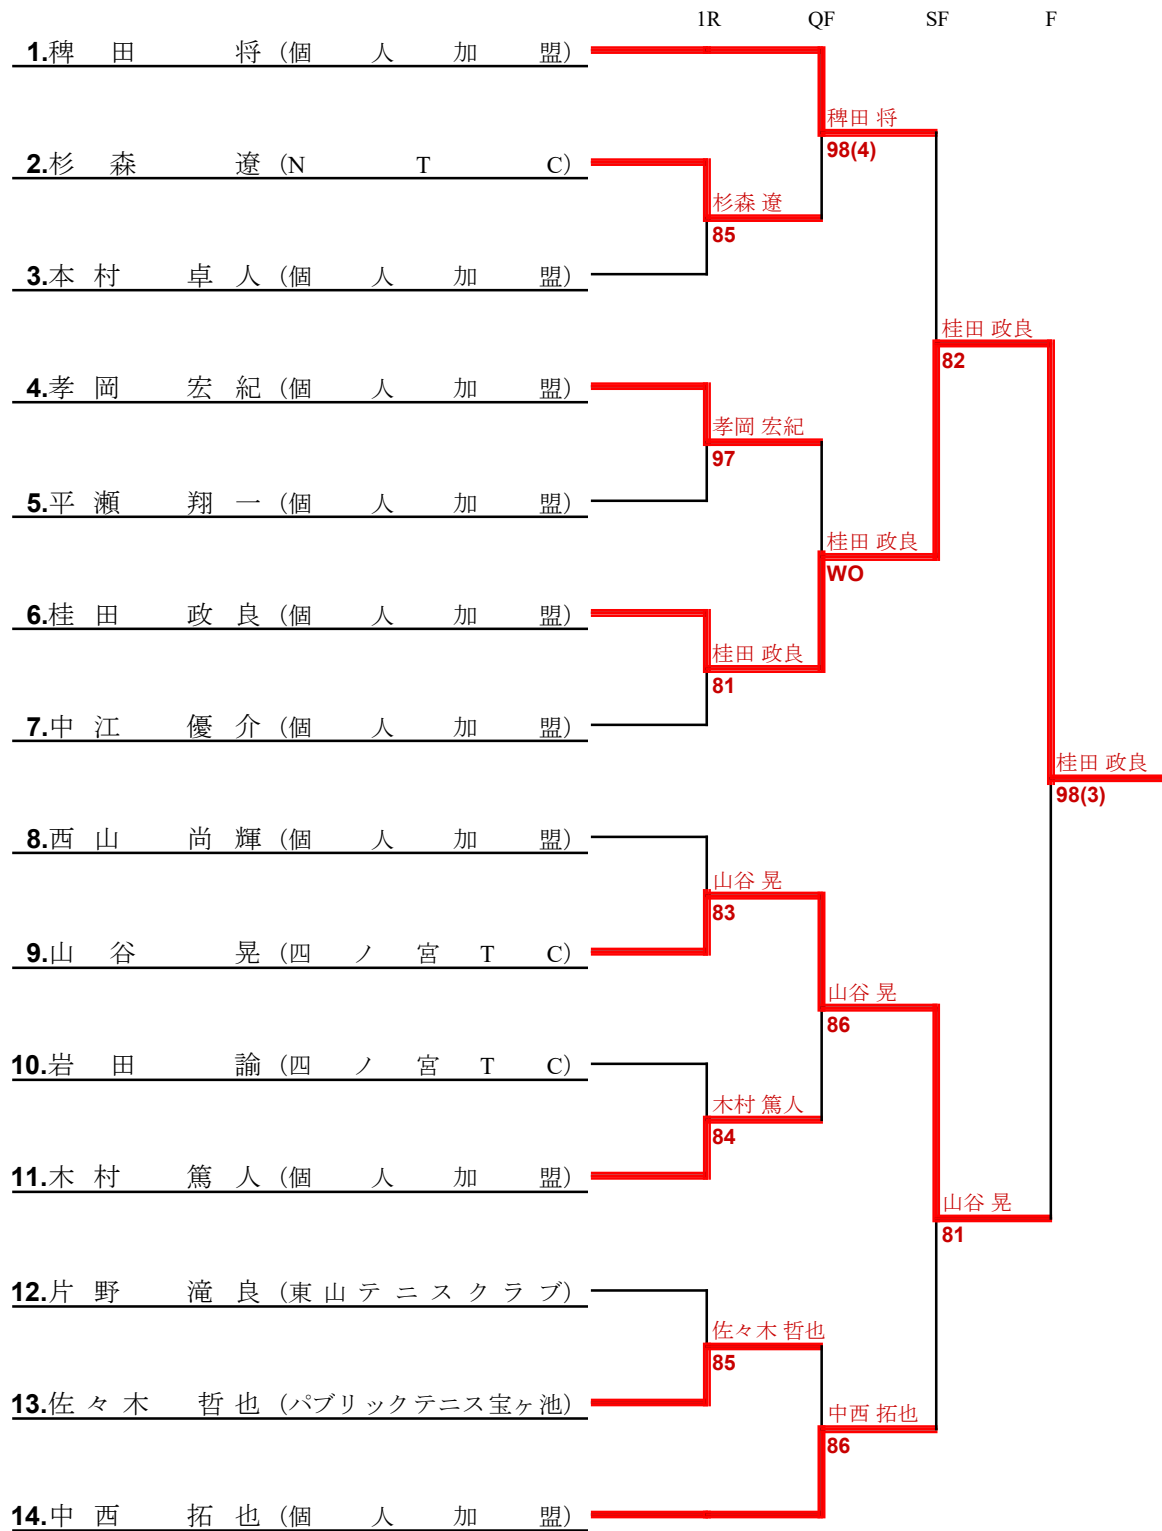 1R QF SF F
1.稗田 将 (個人加盟)
稗田 将
98(4)
2.杉森 遼 (NTC)
杉森 遼
85
3.本村 卓人 (個人加盟)
桂田 政良
82
4.孝岡 宏紀 (個人加盟)
孝岡 宏紀
97
5.平瀬 翔一 (個人加盟)
桂田 政良
WO
6.桂田 政良 (個人加盟)
桂田 政良
81
7.中江 優介 (個人加盟)
桂田 政良
98(3)
8.西山 尚輝 (個人加盟)
山谷 晃
83
9.山谷 晃 (四ノ宮TC)
山谷 晃
86
10.岩田 諭 (四ノ宮TC)
木村 篤人
84
11.木村 篤人 (個人加盟)
山谷 晃
81
12.片野 滝良 (東山テニスクラブ)
佐々木 哲也
85
13.佐々木 哲也 (パブリックテニス宝ヶ池)
中西 拓也
86
14.中西 拓也 (個人加盟)